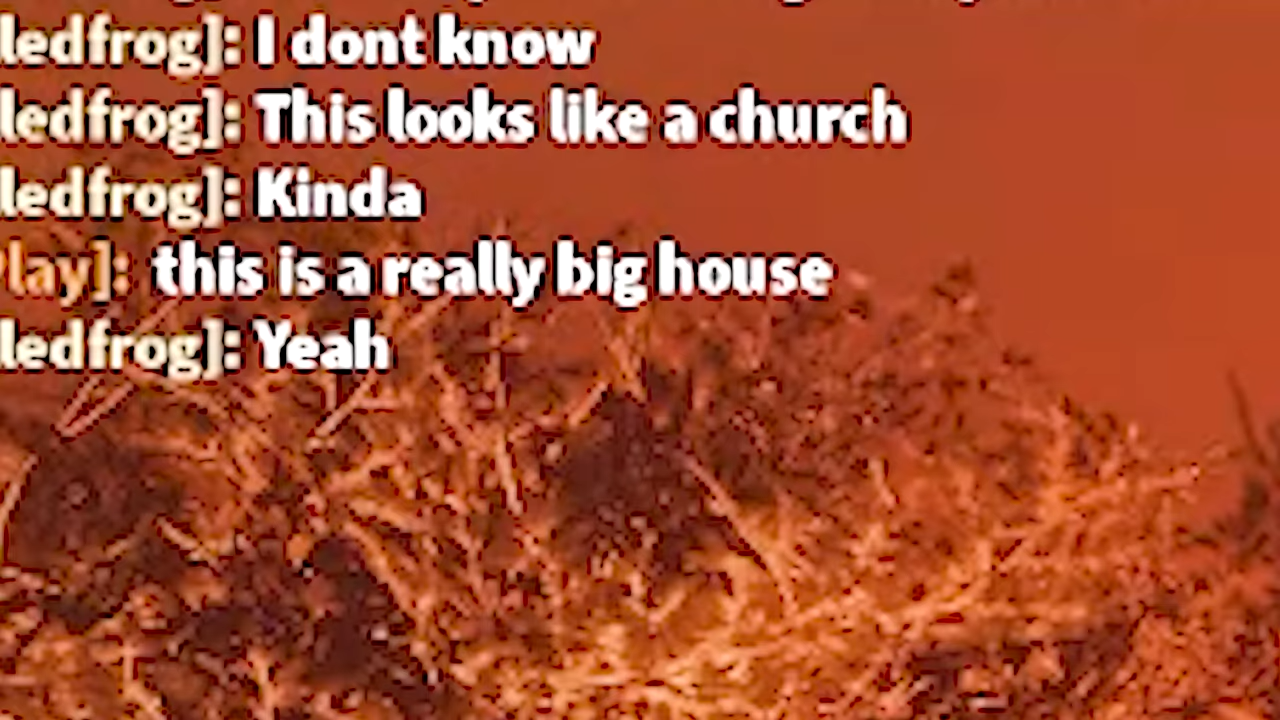 ledfrog]: I dont know
ledfrog]: This looks like a church
ledfrog]: Kinda
lay]: this is a really big house
ledfrog]: Yeah